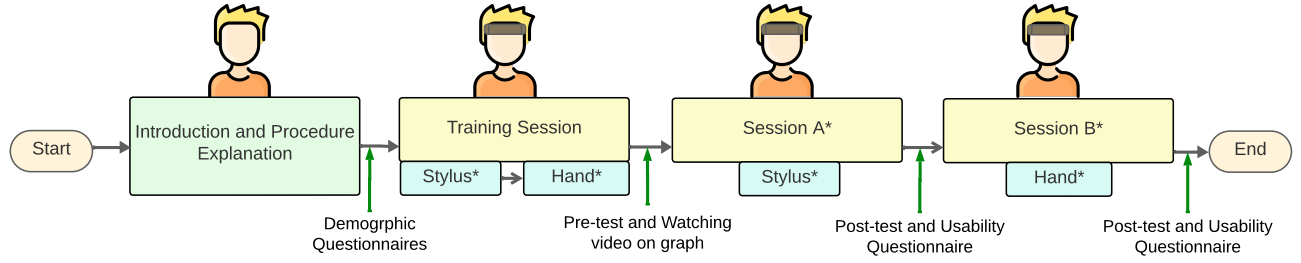 Start
Introduction and Procedure
Explanation
Training Session
Stylus*
Hand*
Session A*
Stylus*
Session B*
Hand*
End
Demogrphic
Questionnaires
Pre-test and Watching
video on graph
Post-test and Usability
Questionnaire
Post-test and Usability
Questionnaire